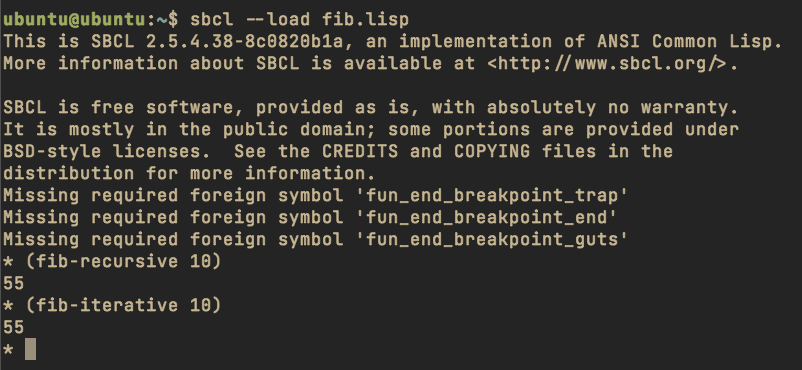 ubuntu@ubuntu:~$ sbcl --load fib.lisp
This is SBCL 2.5.4.38-8c0820b1a, an implementation of ANSI Common Lisp.
More information about SBCL is available at <http://www.sbcl.org/>.
SBCL is free software, provided as is, with absolutely no warranty.
It is mostly in the public domain; some portions are provided under
BSD-style licenses.  See the CREDITS and COPYING files in the
distribution for more information.
Missing required foreign symbol 'fun_end_breakpoint_trap'
Missing required foreign symbol 'fun_end_breakpoint_end'
Missing required foreign symbol 'fun_end_breakpoint_guts'
* (fib-recursive 10)
55
* (fib-iterative 10)
55
*